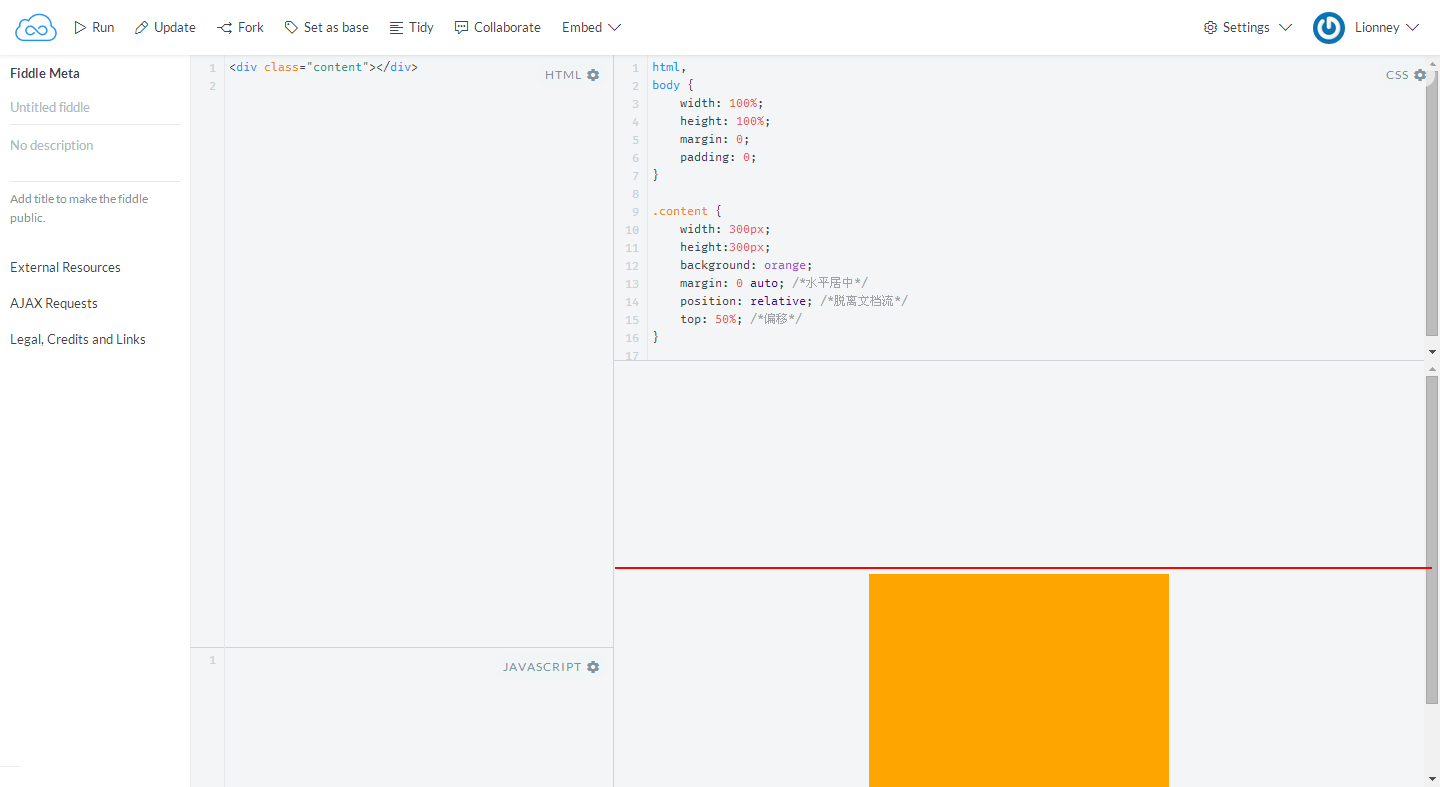 Run Update Fork Set as base Tidy Collaborate Embed Settings Lionney
Fiddle Meta
Untitled fiddle
No description
Add title to make the fiddle
public.
External Resources
AJAX Requests
Legal, Credits and Links
1 <div class="content"></div>
2
HTML
1
JAVASCRIPT
CSS
1 html,
2 body {
3 width: 100%;
4 height: 100%;
5 margin: 0;
6 padding: 0;
7 }
8
9 .content {
10 width: 300px;
11 height:300px;
12 background: orange;
13 margin: 0 auto; /*水平居中*/
14 position: relative; /*脱离文档流*/
15 top: 50%; /*偏移*/
16 }
17